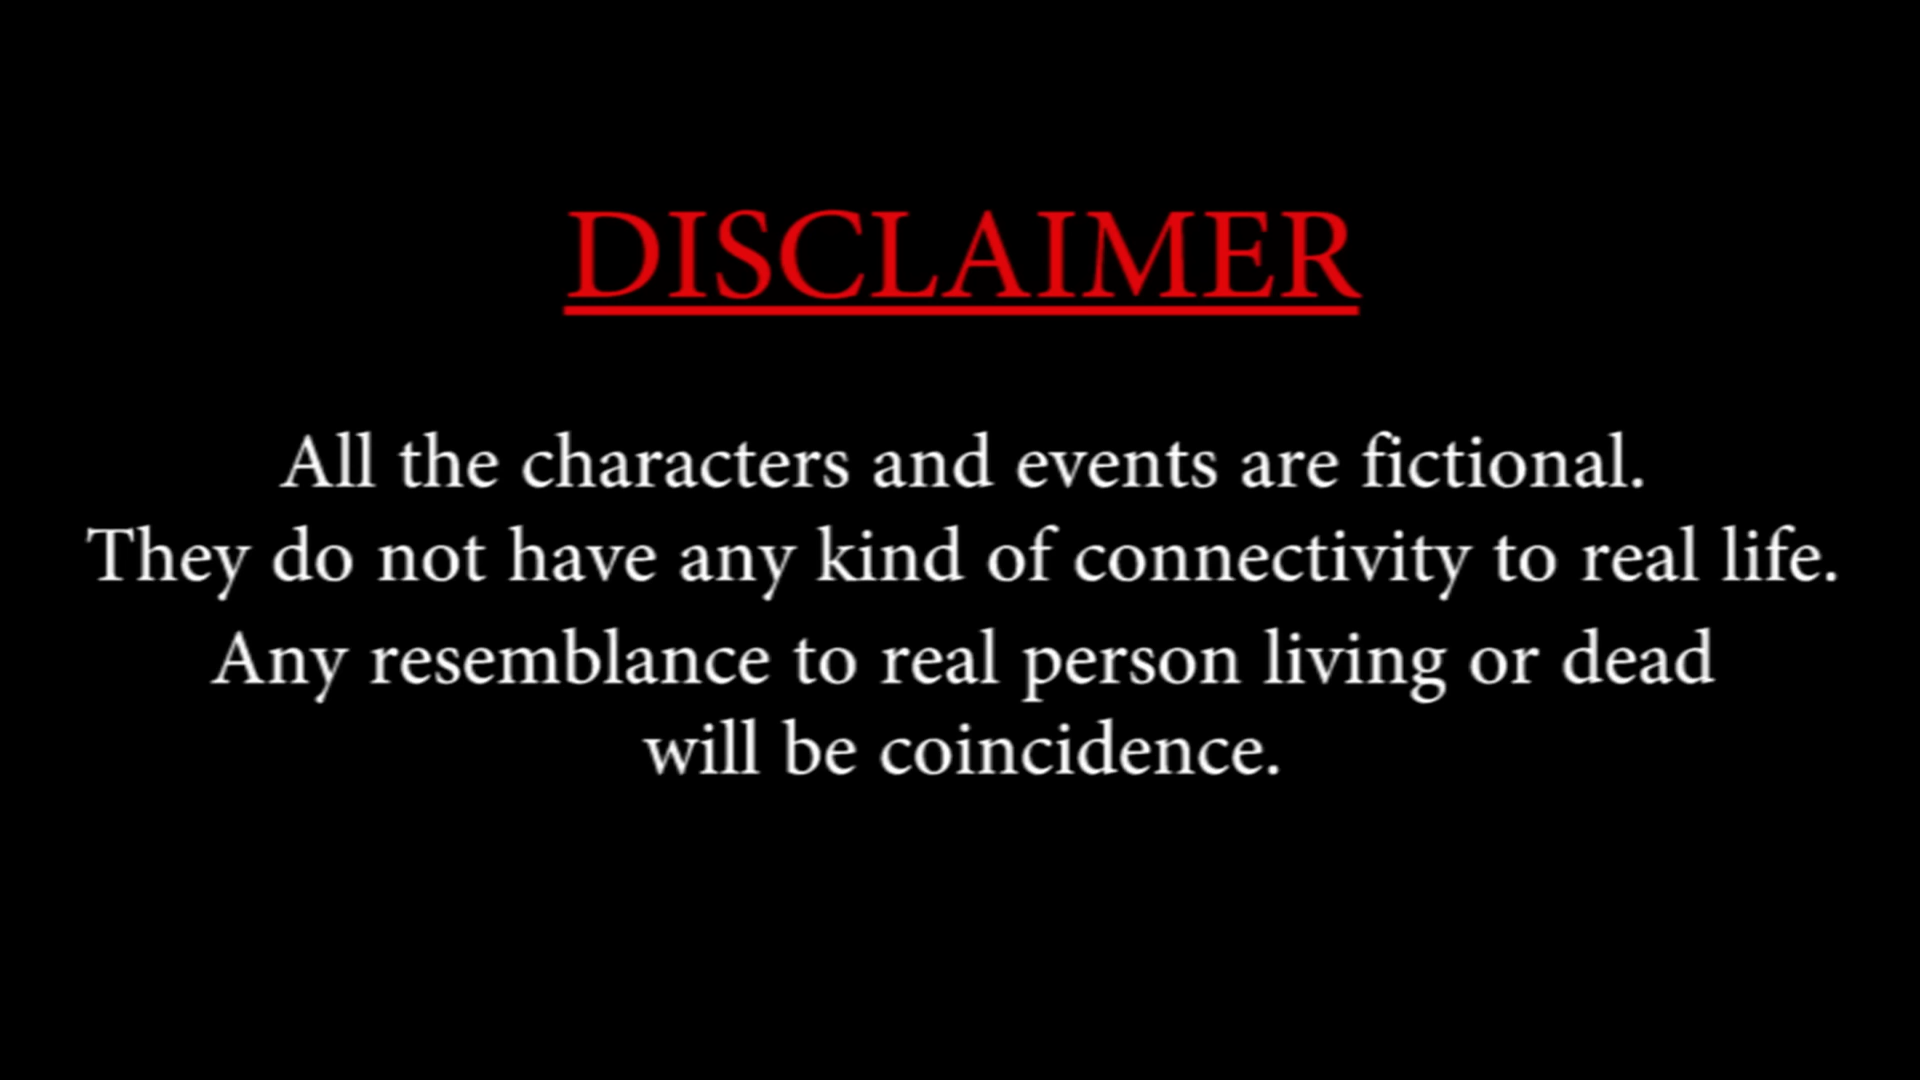 DISCLAIMER
All the characters and events are fictional.
They do not have any kind of connectivity to real life.
Any resemblance to real person living or dead
will be coincidence.